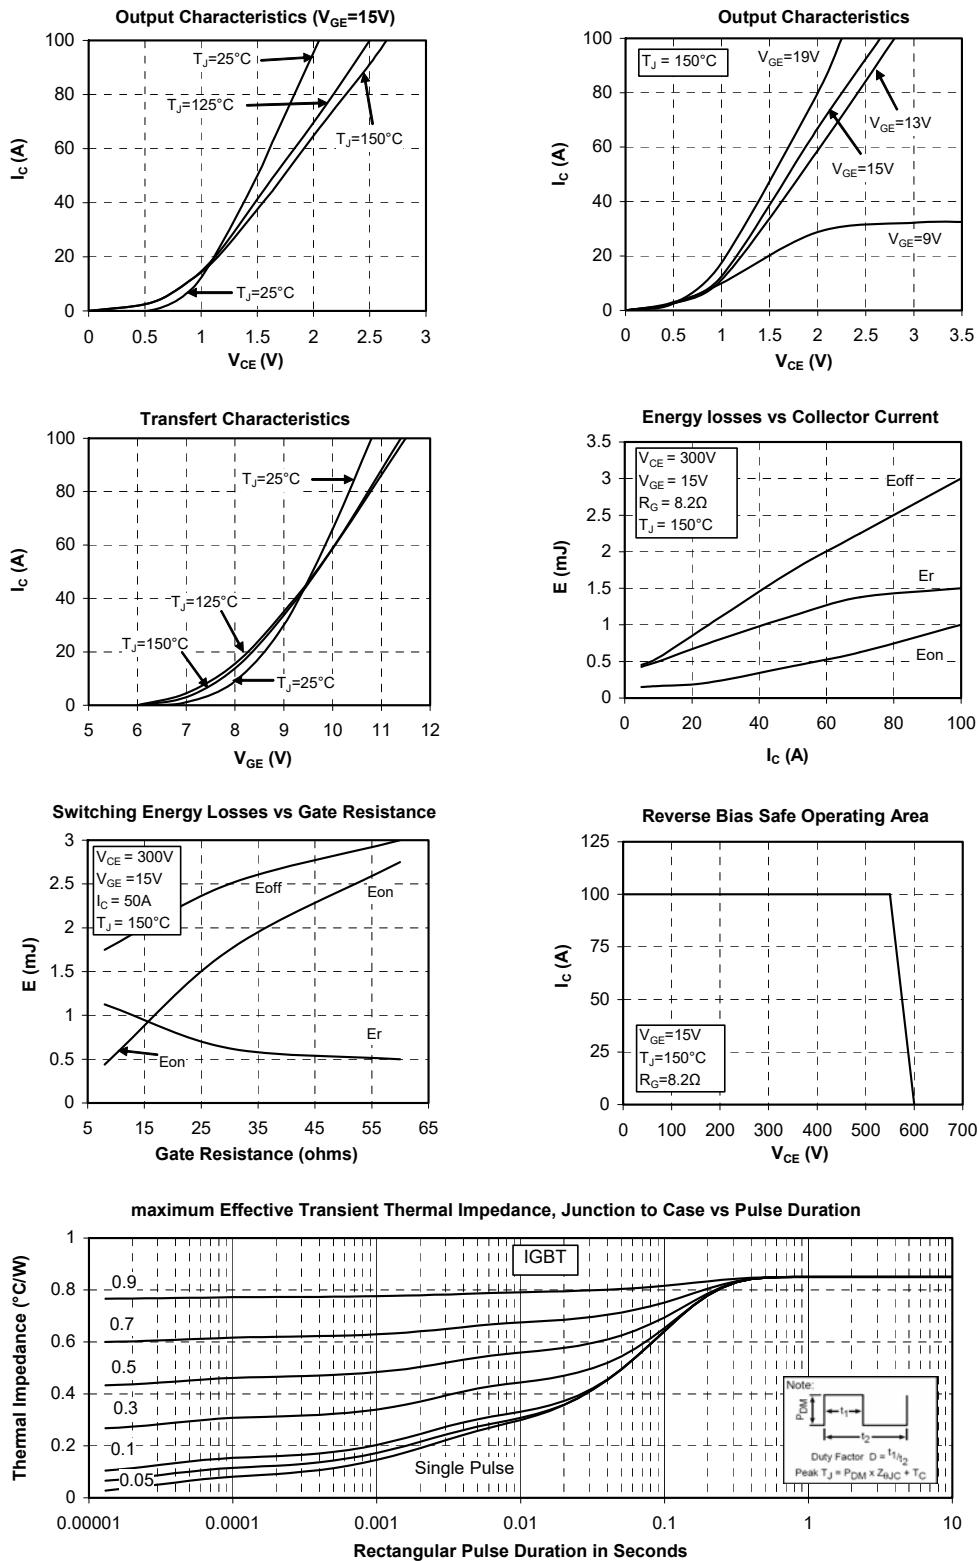 Output Characteristics (VGE=15V)
100
80
60
40
20
0
IC (A)
TJ=25°C
TJ=125°C
TJ=150°C
TJ=25°C
0 0.5 1 1.5 2 2.5 3
VCE (V)
Output Characteristics
100
80
60
40
20
0
IC (A)
TJ = 150°C
VGE=19V
VGE=13V
VGE=15V
VGE=9V
0 0.5 1 1.5 2 2.5 3 3.5
VCE (V)
Transfert Characteristics
100
80
60
40
20
0
IC (A)
TJ=25°C
TJ=125°C
TJ=150°C
TJ=25°C
5 6 7 8 9 10 11 12
VGE (V)
Energy losses vs Collector Current
3.5
3
2.5
2
1.5
1
0.5
0
E (mJ)
VCE = 300V
VGE = 15V
RG = 8.2Ω
TJ = 150°C
Eoff
Er
Eon
0 20 40 60 80 100
IC (A)
Switching Energy Losses vs Gate Resistance
3
2.5
2
1.5
1
0.5
0
E (mJ)
VCE = 300V
VGE =15V
IC = 50A
TJ = 150°C
Eoff
Eon
Er
Eon
5 15 25 35 45 55 65
Gate Resistance (ohms)
Reverse Bias Safe Operating Area
125
100
75
50
25
0
IC (A)
VGE=15V
TJ=150°C
RG=8.2Ω
0 100 200 300 400 500 600 700
VCE (V)
maximum Effective Transient Thermal Impedance, Junction to Case vs Pulse Duration
1
0.8
0.6
0.4
0.2
0
Thermal Impedance (°C/W)
IGBT
0.9
0.7
0.5
0.3
0.1
0.05
Single Pulse
Note:
PDM
t1
t2
Duty Factor D = t1/t2
Peak TJ = PDM x ZθJC + TC
0.00001 0.0001 0.001 0.01 0.1 1 10
Rectangular Pulse Duration in Seconds